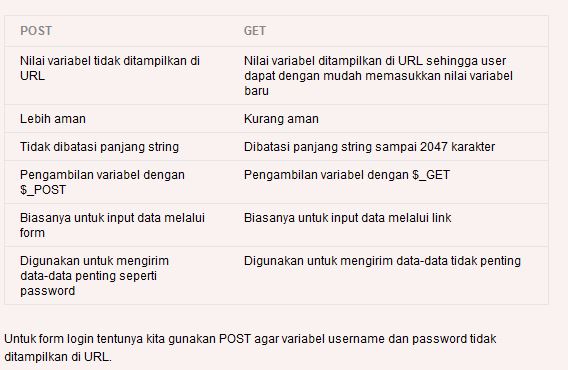 POST GET
Nilai variabel tidak ditampilkan di
URL
Nilai variabel ditampilkan di URL sehingga user
dapat dengan mudah memasukkan nilai variabel
baru
Lebih aman Kurang aman
Tidak dibatasi panjang string Dibatasi panjang string sampai 2047 karakter
Pengambilan variabel dengan
$_POST
Pengambilan variabel dengan $_GET
Biasanya untuk input data melalui
form
Biasanya untuk input data melalui link
Digunakan untuk mengirim
data-data penting seperti
password
Digunakan untuk mengirim data-data tidak penting
Untuk form login tentunya kita gunakan POST agar variabel username dan password tidak
ditampilkan di URL.